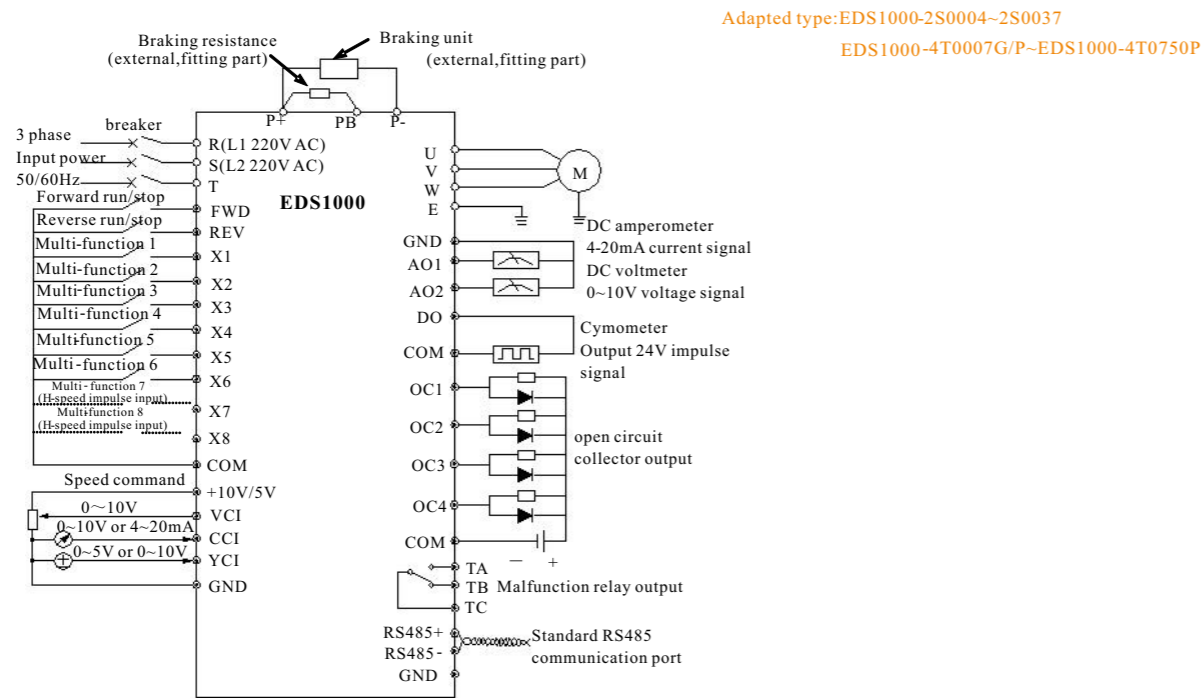 Adapted type:EDS1000-2S0004~2S0037
EDS1000-4T0007G/P~EDS1000-4T0750P
Braking resistance
(external,fitting part)
Braking unit
(external,fitting part)
P+
PB
P-
3 phase
breaker
Input power
50/60Hz
R(L1 220V AC)
S(L2 220V AC)
T
EDS1000
Forward run/stop
FWD
Reverse run/stop
REV
Multi-function 1
X1
Multi-function 2
X2
Multi-function 3
X3
Multi-function 4
X4
Multi-function 5
X5
Multi-function 6
X6
Multi-function 7
(H-speed impulse input)
X7
Multi-function 8
(H-speed impulse input)
X8
COM
Speed command
+10V/5V
0~10V
VCI
0~10V or 4~20mA
CCI
0~5V or 0~10V
YCI
GND
U
V
W
E
M
GND
AO1
AO2
DC amperometer
4-20mA current signal
DC voltmeter
0~10V voltage signal
DO
COM
Cymometer
Output 24V impulse
signal
OC1
OC2
OC3
OC4
open circuit
collector output
COM
— +
TA
TB
TC
Malfunction relay output
RS485+
RS485-
GND
Standard RS485
communication port